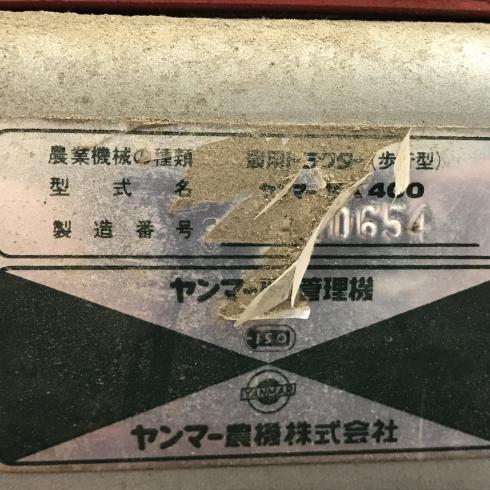 農業機械の種類 農用トラクター(歩行型)
型式名 ヤンマー 400
製造番号 0654
ヤンマー 管理機
ISO
YANMAR
ヤンマー農機株式会社